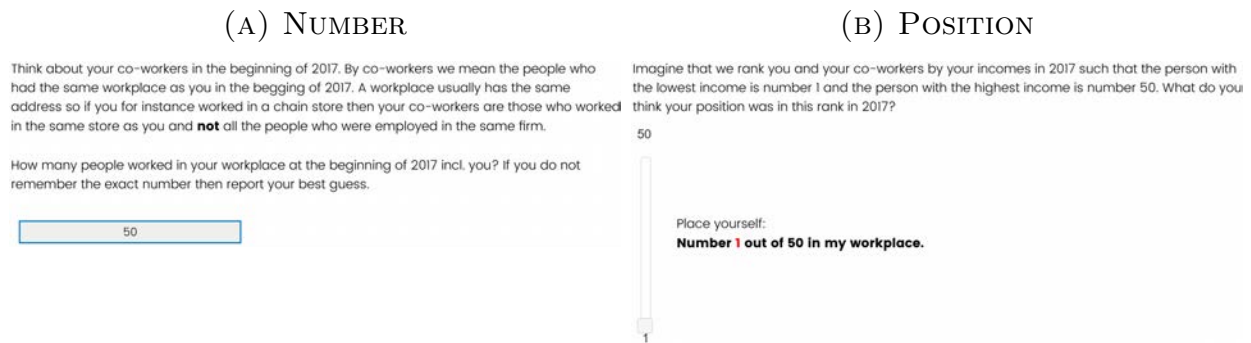 (A) NUMBER
Think about your co-workers in the beginning of 2017. By co-workers we mean the people who
had the same workplace as you in the begging of 2017. A workplace usually has the same
address so if you for instance worked in a chain store then your co-workers are those who worked
in the same store as you and not all the people who were employed in the same firm.
How many people worked in your workplace at the beginning of 2017 incl. you? If you do not
remember the exact number then report your best guess.
50
(B) POSITION
Imagine that we rank you and your co-workers by your incomes in 2017 such that the person with
the lowest income is number 1 and the person with the highest income is number 50. What do you
think your position was in this rank in 2017?
50
Place yourself:
Number 1 out of 50 in my workplace.
1